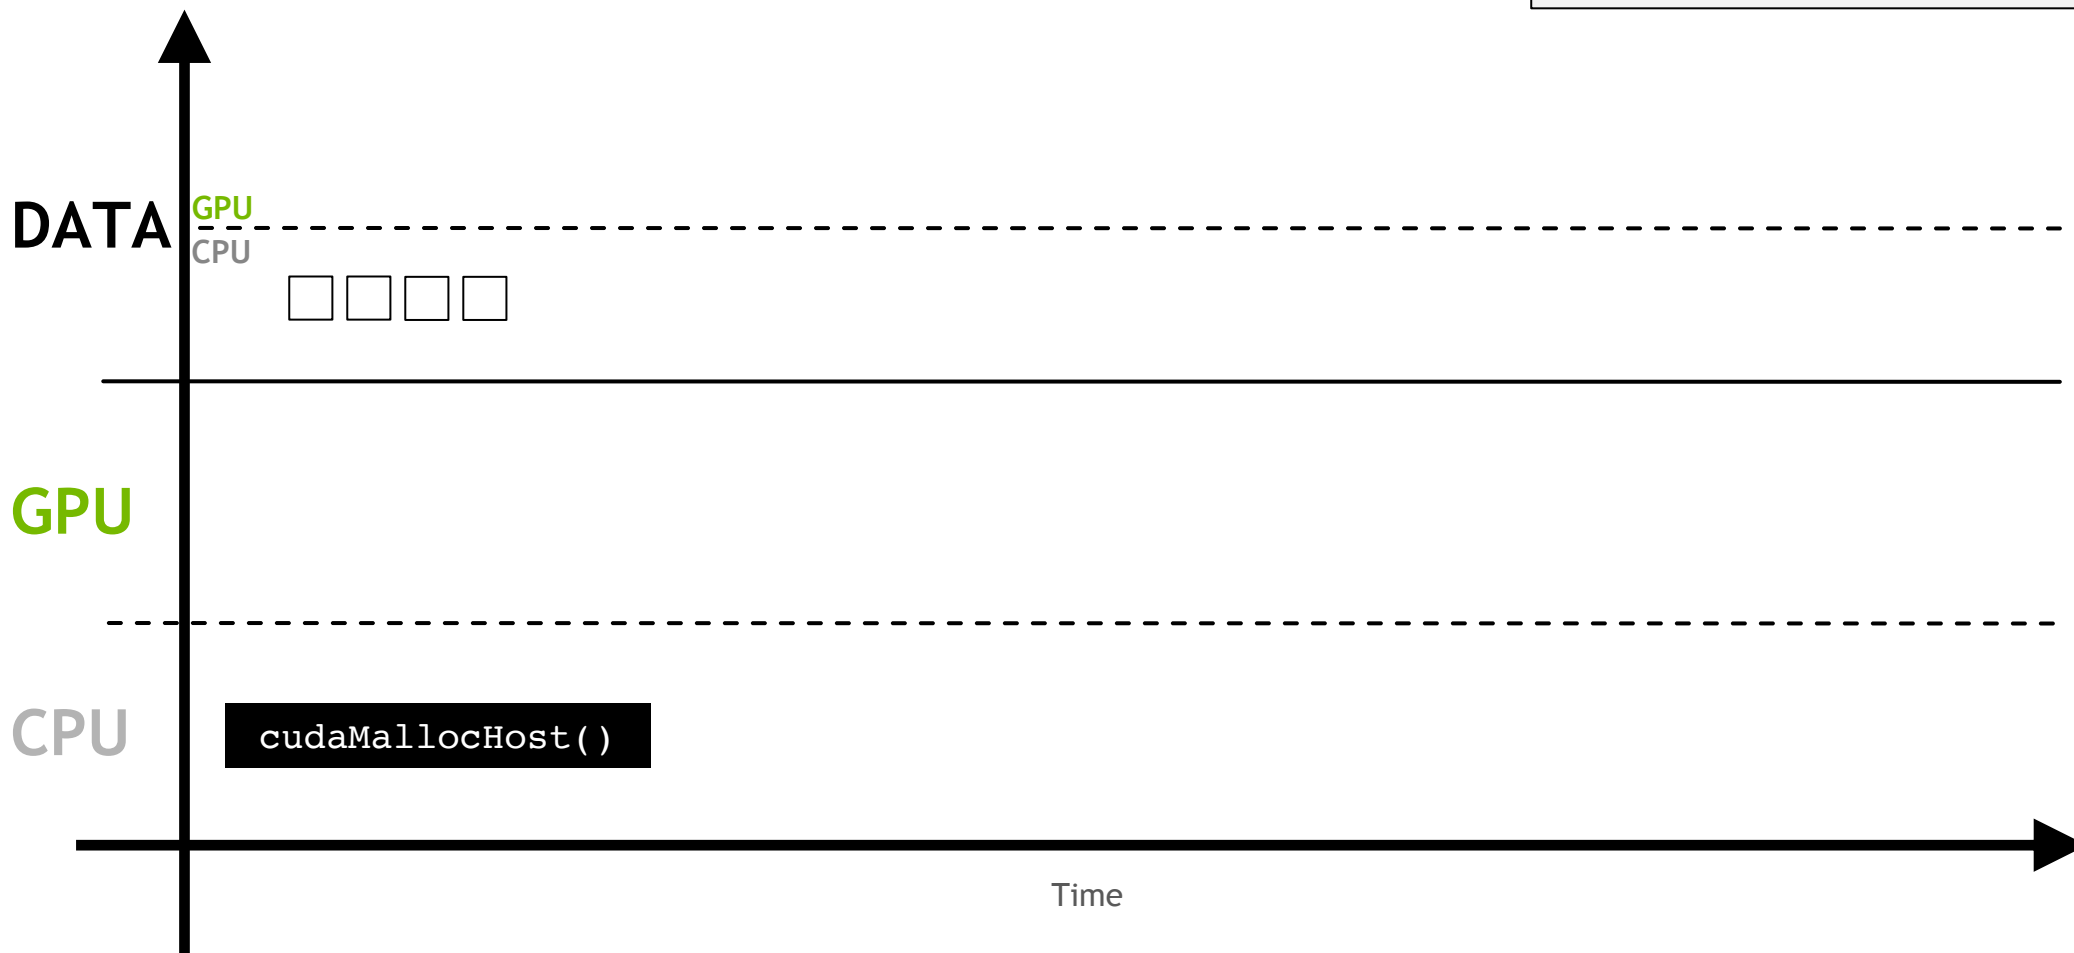 DATA
GPU
CPU
GPU
CPU
cudaMallocHost()
Time